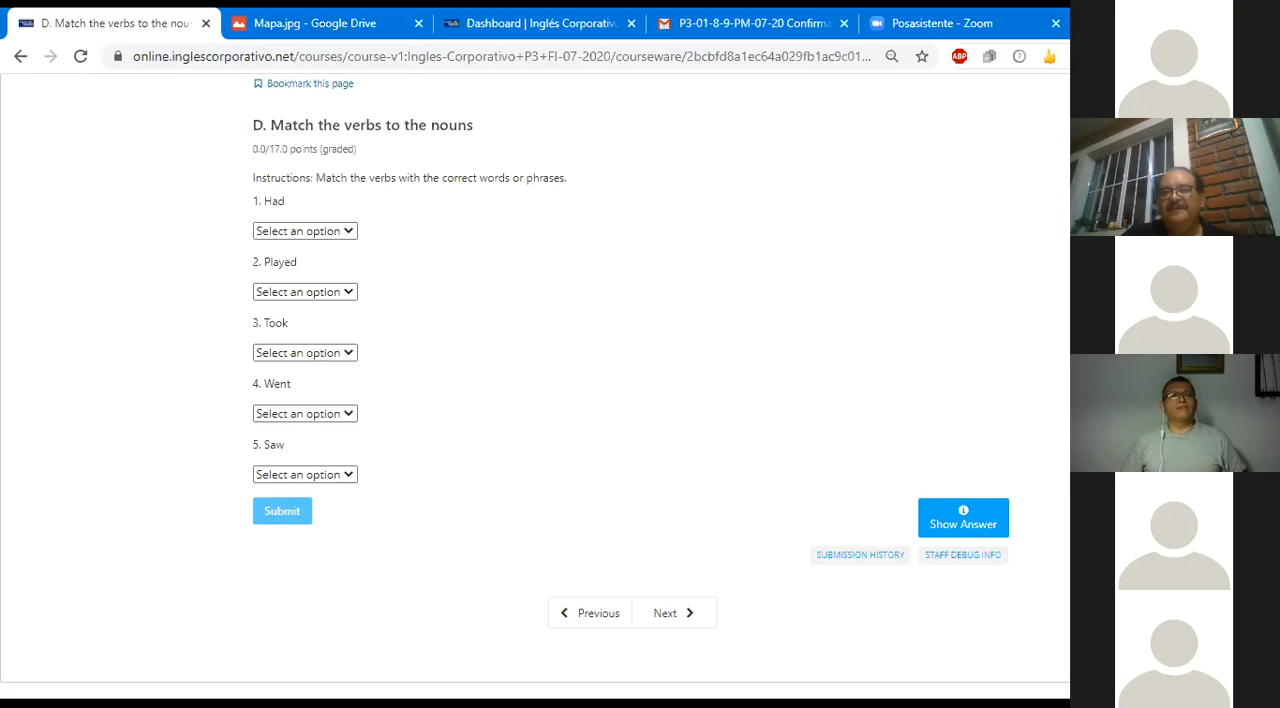 D. Match the verbs to the nou
Mapa.jpg - Google Drive
Dashboard | Inglés Corporativ
P3-01-8-9-PM-07-20 Confirma
Posasistente - Zoom
online.inglescorporativo.net/courses/course-v1:Ingles-Corporativo+P3+FI-07-2020/courseware/2bcbfd8a1ec64a029fb1ac9c01...
ABP
Bookmark this page
D. Match the verbs to the nouns
0.0/17.0 points (graded)
Instructions: Match the verbs with the correct words or phrases.
1. Had
Select an option
2. Played
Select an option
3. Took
Select an option
4. Went
Select an option
5. Saw
Select an option
Submit
Show Answer
SUBMISSION HISTORY
STAFF DEBUG INFO
Previous
Next